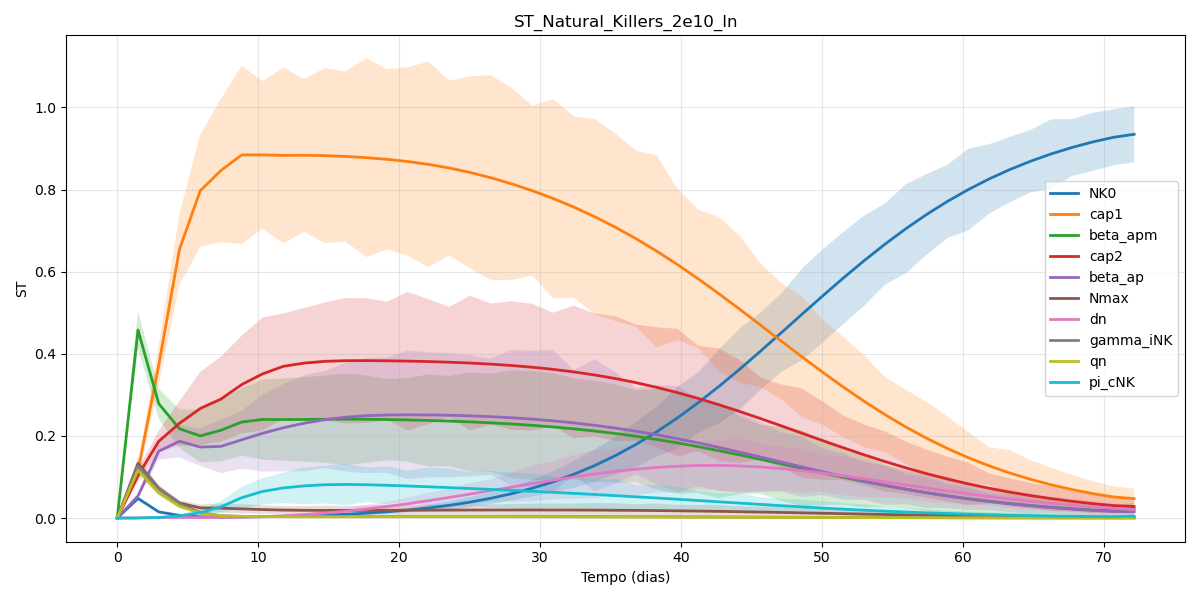 ST_Natural_Killers_2e10_ln
1.0
0.8
0.6
0.4
0.2
0.0
ST
0 10 20 30 40 50 60 70
Tempo (dias)
NK0
cap1
beta_apm
cap2
beta_ap
Nmax
dn
gamma_iNK
qn
pi_cNK